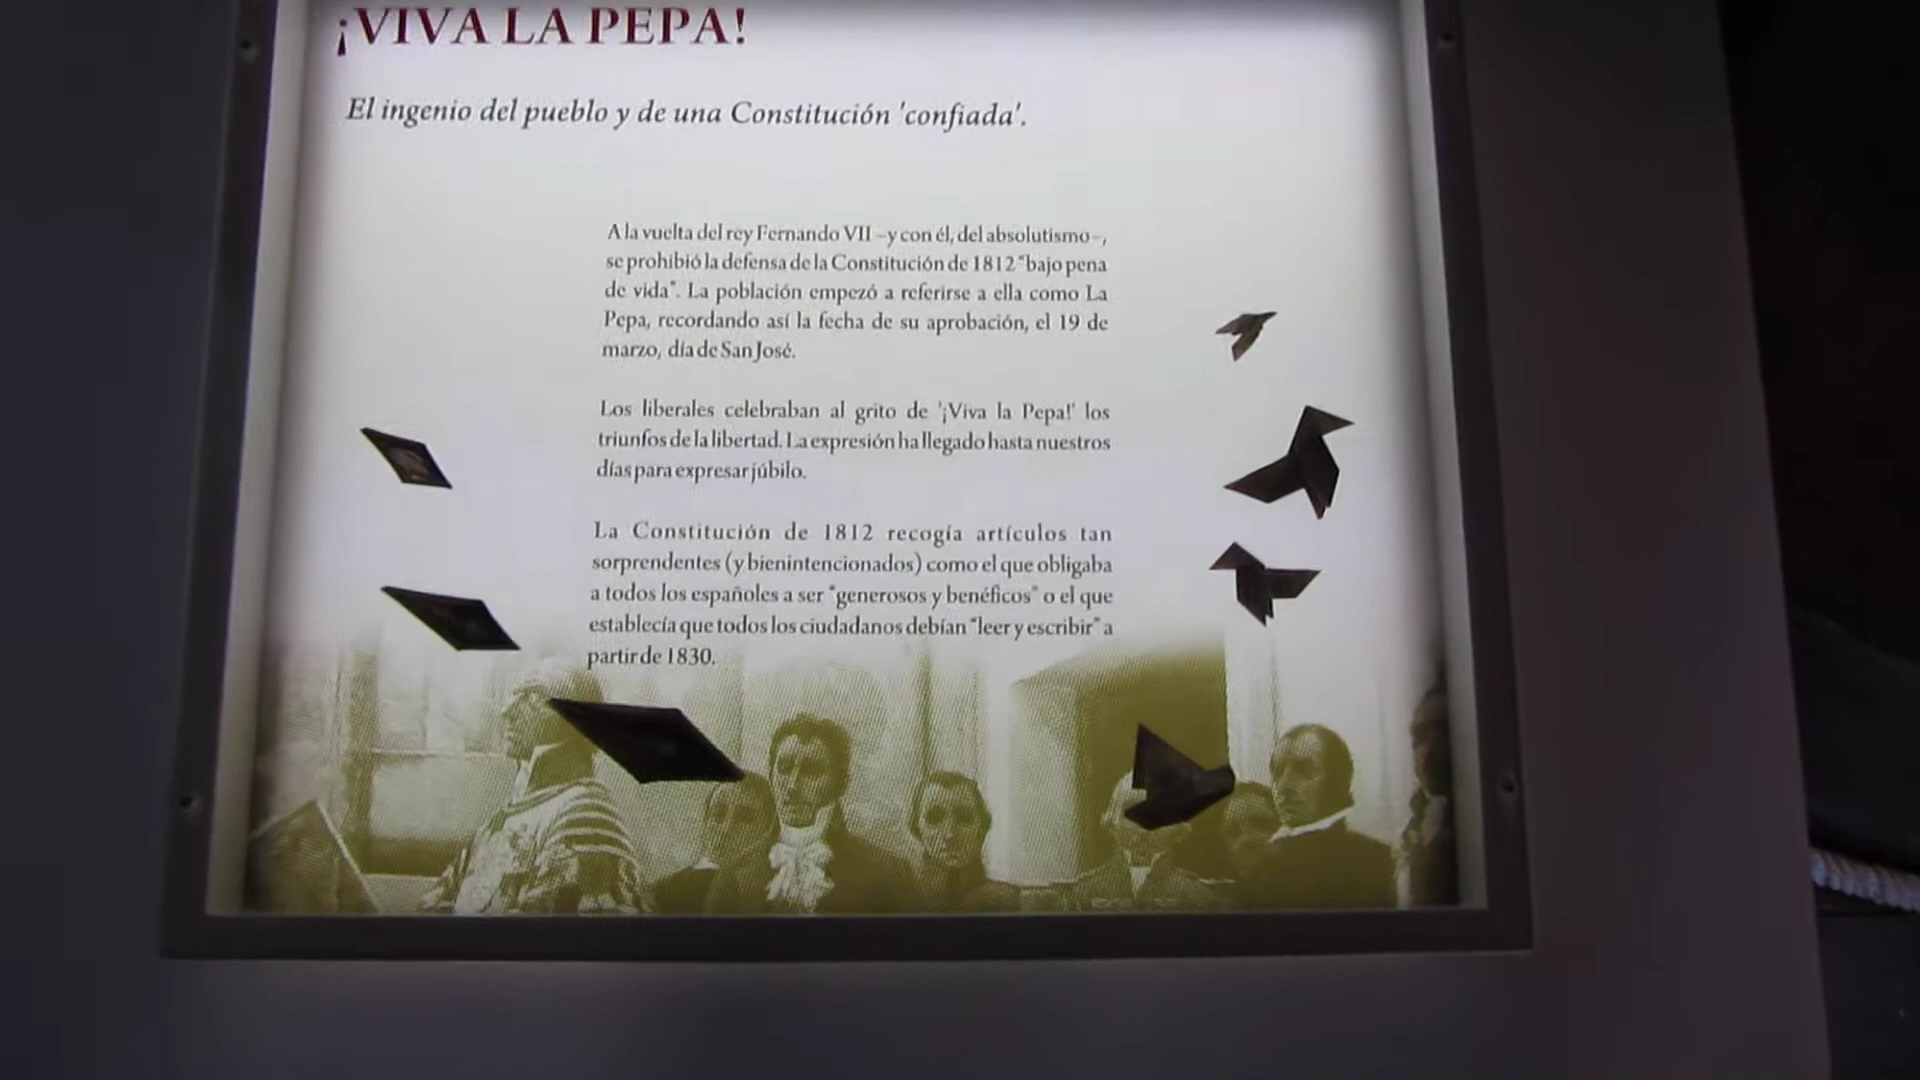 ¡VIVA LA PEPA!
El ingenio del pueblo y de una Constitución 'confiada'.
A la vuelta del rey Fernando VII –y con él, del absolutismo–,
se prohibió la defensa de la Constitución de 1812 "bajo pena
de vida". La población empezó a referirse a ella como La
Pepa, recordando así la fecha de su aprobación, el 19 de
marzo, día de San José.
Los liberales celebraban al grito de '¡Viva la Pepa!' los
triunfos de la libertad. La expresión ha llegado hasta nuestros
días para expresar júbilo.
La Constitución de 1812 recogía artículos tan
sorprendentes (y bienintencionados) como el que obligaba
a todos los españoles a ser "generosos y benéficos" o el que
establecía que todos los ciudadanos debían "leer y escribir" a
partir de 1830.